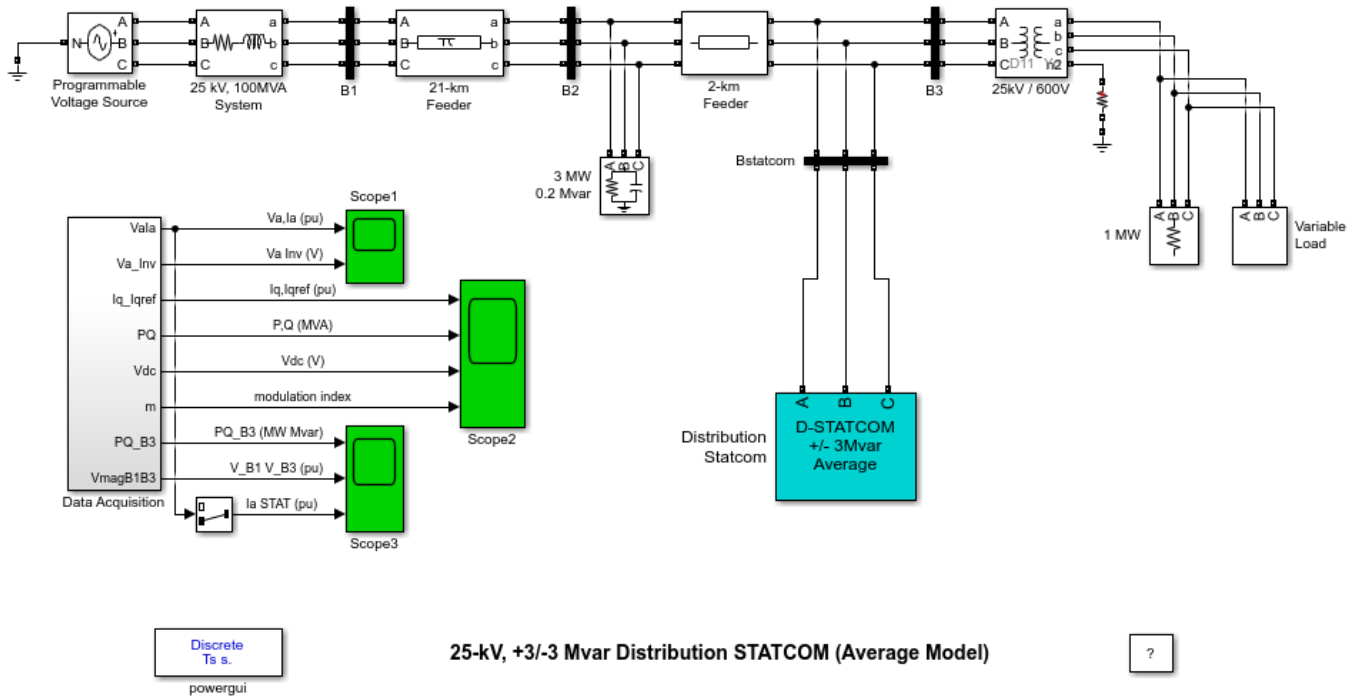 A
B
C
N
+
A
B
C
a
b
c
A
B
C
a
b
c
a
b
c
A
B
C
a
b
c
n2
D11
Programmable
Voltage Source
25 kV, 100MVA
System
B1
21-km
Feeder
B2
2-km
Feeder
B3
25kV / 600V
A
B
C
3 MW
0.2 Mvar
Bstatcom
A
B
C
1 MW
A
B
C
Variable
Load
Scope1
VaIa
Va,Ia (pu)
Va_Inv
Va Inv (V)
Iq_Iqref
Iq,Iqref (pu)
PQ
P,Q (MVA)
Vdc
Vdc (V)
m
modulation index
Scope2
PQ_B3
PQ_B3 (MW Mvar)
VmagB1B3
V_B1 V_B3 (pu)
Data Acquisition
Ia STAT (pu)
Scope3
A
B
C
D-STATCOM
+/- 3Mvar
Average
Distribution
Statcom
Discrete
Ts s.
powergui
25-kV, +3/-3 Mvar Distribution STATCOM (Average Model)
?